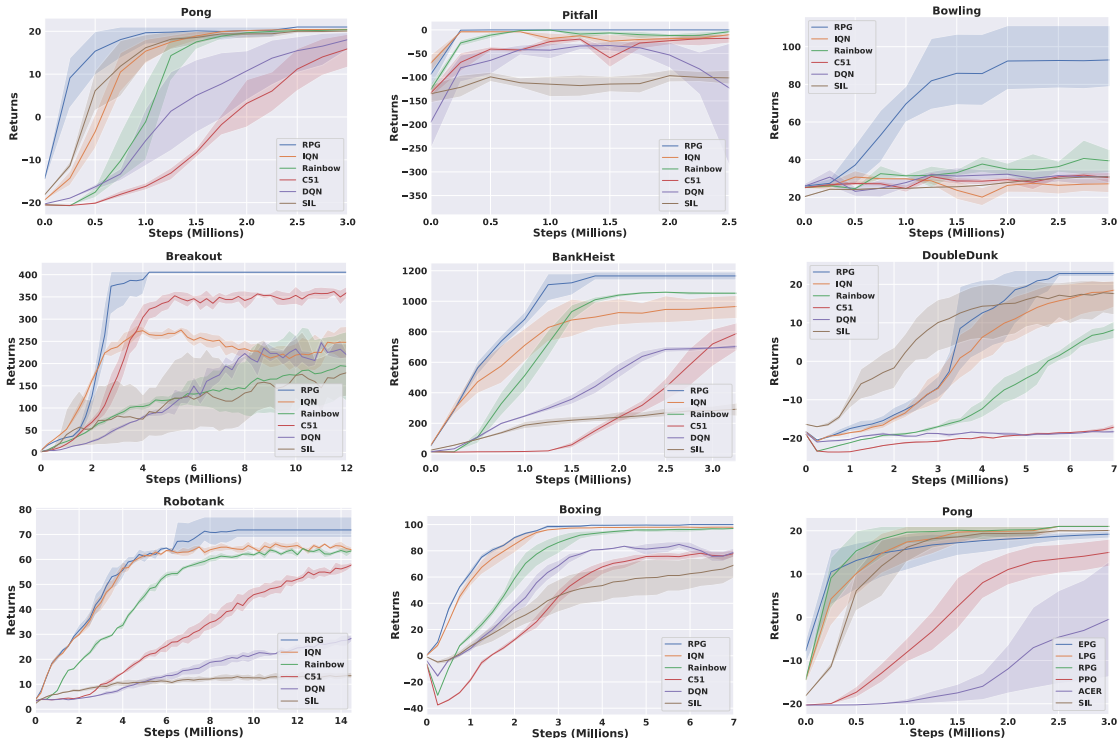 Pong
Returns
20
10
0
−10
−20
0.0 0.5 1.0 1.5 2.0 2.5 3.0
Steps (Millions)
RPG
IQN
Rainbow
C51
DQN
SIL
Pitfall
Returns
0
−50
−100
−150
−200
−250
−300
−350
0.0 0.5 1.0 1.5 2.0 2.5
Steps (Millions)
RPG
IQN
Rainbow
C51
DQN
SIL
Bowling
Returns
100
80
60
40
20
0.0 0.5 1.0 1.5 2.0 2.5 3.0
Steps (Millions)
RPG
IQN
Rainbow
C51
DQN
SIL
Breakout
Returns
400
350
300
250
200
150
100
50
0
0 2 4 6 8 10 12
Steps (Millions)
RPG
IQN
Rainbow
C51
DQN
SIL
BankHeist
Returns
1200
1000
800
600
400
200
0
0.0 0.5 1.0 1.5 2.0 2.5 3.0
Steps (Millions)
RPG
IQN
Rainbow
C51
DQN
SIL
DoubleDunk
Returns
20
10
0
−10
−20
0 1 2 3 4 5 6 7
Steps (Millions)
RPG
IQN
Rainbow
C51
DQN
SIL
Robotank
Returns
80
70
60
50
40
30
20
10
0
0 2 4 6 8 10 12 14
Steps (Millions)
RPG
IQN
Rainbow
C51
DQN
SIL
Boxing
Returns
100
80
60
40
20
0
−20
−40
0 1 2 3 4 5 6 7
Steps (Millions)
RPG
IQN
Rainbow
C51
DQN
SIL
Pong
Returns
20
10
0
−10
−20
0.0 0.5 1.0 1.5 2.0 2.5 3.0
Steps (Millions)
EPG
LPG
RPG
PPO
ACER
SIL